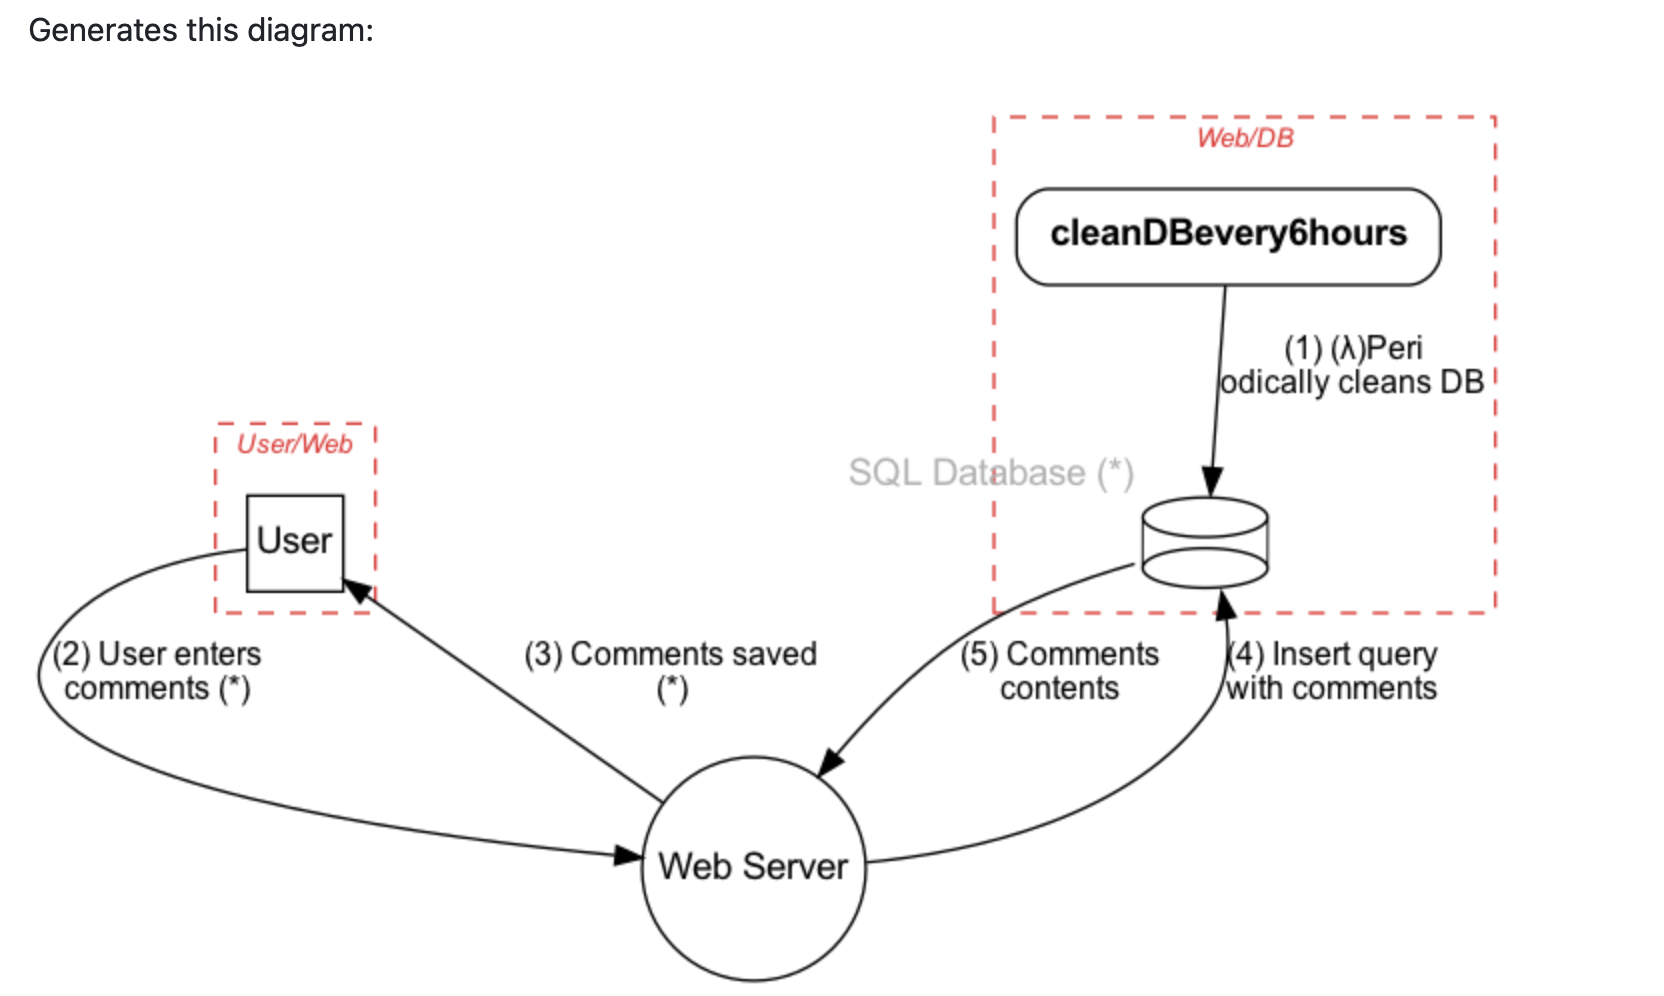 Generates this diagram:
Web/DB
cleanDBevery6hours
(1) (λ)Peri
odically cleans DB
User/Web
SQL Database (*)
User
(2) User enters
comments (*)
(3) Comments saved
(*)
(5) Comments
contents
(4) Insert query
with comments
Web Server